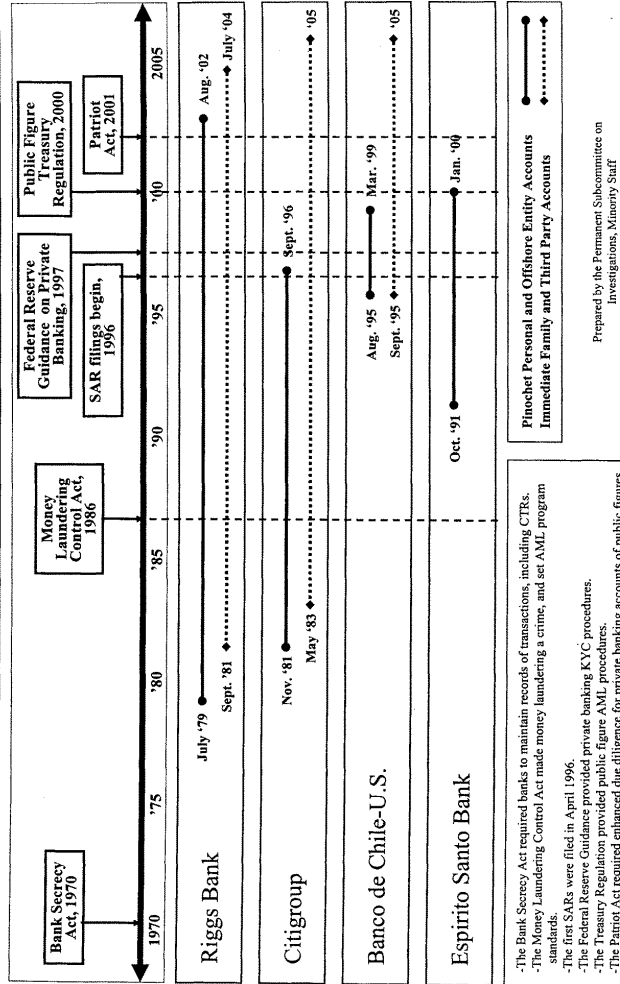 Bank Secrecy
Act, 1970
Money
Laundering
Control Act,
1986
Federal Reserve
Guidance on Private
Banking, 1997
SAR filings begin,
1996
Public Figure
Treasury
Regulation, 2000
Patriot
Act, 2001
1970
'75
'80
'85
'90
'95
'00
2005
Riggs Bank
July '79
Aug. '02
Sept. '81
July '04
Citigroup
Nov. '81
Sept. '96
May '83
'05
Banco de Chile-U.S.
Aug. '95
Mar. '99
Sept. '95
'05
Espirito Santo Bank
Oct. '91
Jan. '00
-The Bank Secrecy Act required banks to maintain records of transactions, including CTRs.
-The Money Laundering Control Act made money laundering a crime, and set AML program
standards.
-The first SARs were filed in April 1996.
-The Federal Reserve Guidance provided private banking KYC procedures.
-The Treasury Regulation provided public figure AML procedures.
-The Patriot Act required enhanced due diligence for private banking accounts of public figures
Pinochet Personal and Offshore Entity Accounts
Immediate Family and Third Party Accounts
Prepared by the Permanent Subcommittee on
Investigations, Minority Staff